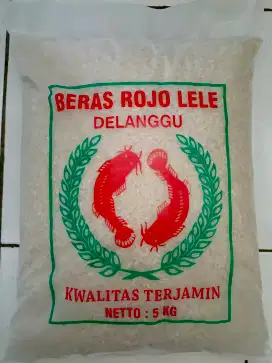 BERAS ROJO LELE
DELANGGU
KWALITAS TERJAMIN
NETTO : 5 KG